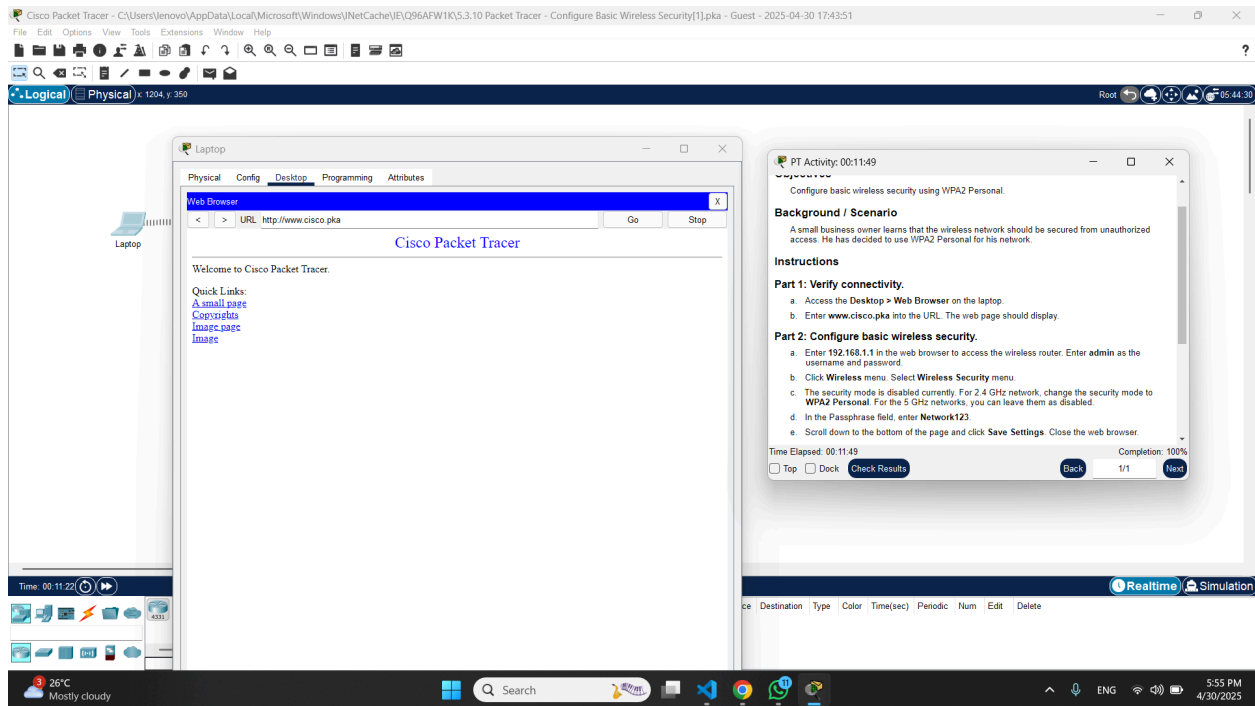 Cisco Packet Tracer - C:\Users\lenovo\AppData\Local\Microsoft\Windows\INetCache\IE\Q96AFW1K\5.3.10 Packet Tracer - Configure Basic Wireless Security[1].pka - Guest - 2025-04-30 17:43:51
File Edit Options View Tools Extensions Window Help
?
Logical Physical x: 1204, y: 350
Root 05:44:30
Laptop
Laptop
Physical Config Desktop Programming Attributes
Web Browser X
< > URL http://www.cisco.pka Go Stop
Cisco Packet Tracer
Welcome to Cisco Packet Tracer.
Quick Links:
A small page
Copyrights
Image page
Image
PT Activity: 00:11:49
Objectives
Configure basic wireless security using WPA2 Personal.
Background / Scenario
A small business owner learns that the wireless network should be secured from unauthorized
access. He has decided to use WPA2 Personal for his network.
Instructions
Part 1: Verify connectivity.
a. Access the Desktop > Web Browser on the laptop.
b. Enter www.cisco.pka into the URL. The web page should display.
Part 2: Configure basic wireless security.
a. Enter 192.168.1.1 in the web browser to access the wireless router. Enter admin as the
username and password.
b. Click Wireless menu. Select Wireless Security menu.
c. The security mode is disabled currently. For 2.4 GHz network, change the security mode to
WPA2 Personal. For the 5 GHz networks, you can leave them as disabled.
d. In the Passphrase field, enter Network123.
e. Scroll down to the bottom of the page and click Save Settings. Close the web browser.
Time Elapsed: 00:11:49 Completion: 100%
Top Dock Check Results Back 1/1 Next
Time: 00:11:22
Realtime Simulation
4331
ce Destination Type Color Time(sec) Periodic Num Edit Delete
3
26°C
Mostly cloudy
Search
11
ENG
5:55 PM
4/30/2025